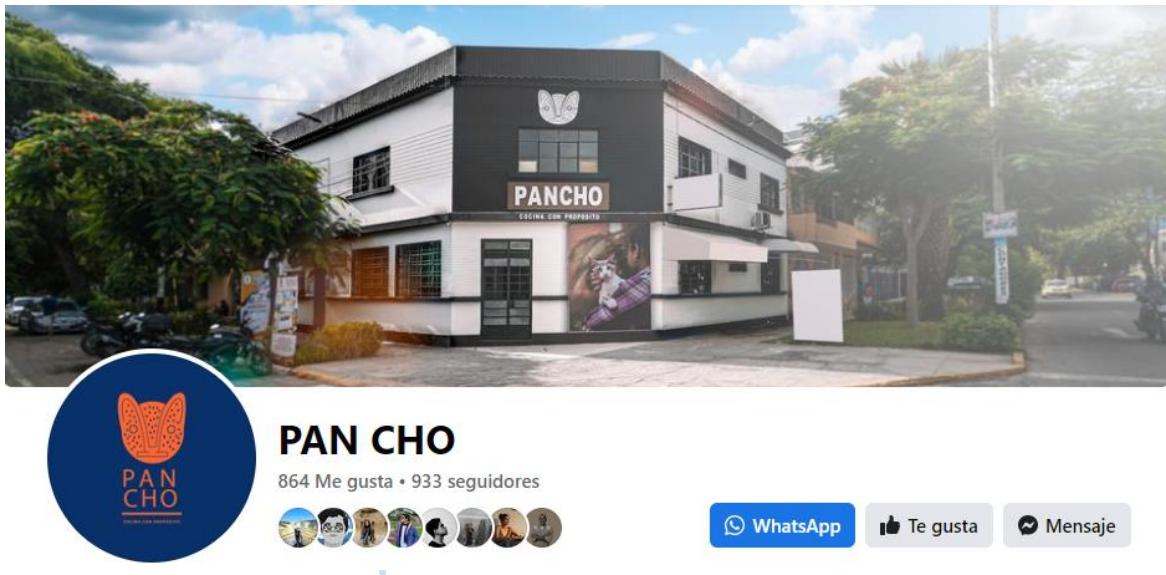 PANCHO
COCINA CON PROPÓSITO
PAN
CHO
COCINA CON PROPÓSITO
PAN CHO
864 Me gusta • 933 seguidores
WhatsApp
Te gusta
Mensaje